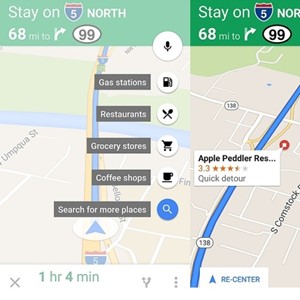 Stay on 5 NORTH
68 mi to 99
Gas stations
Restaurants
Grocery stores
Coffee shops
Search for more places
Umpqua St
1 hr 4 min
Stay on 5 NOR
68 mi to 99
138
Apple Peddler Res...
3.3
Quick detour
138
S Comstock R
RE-CENTER